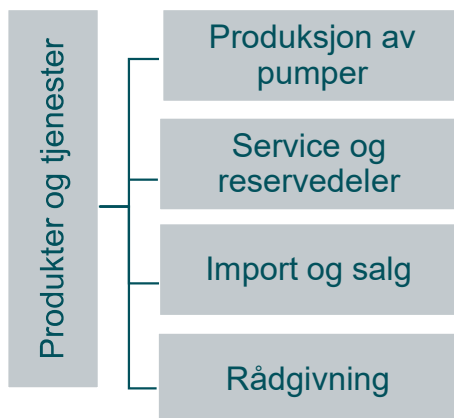 Produkter og tjenester
Produksjon av
pumper
Service og
reservedeler
Import og salg
Rådgivning